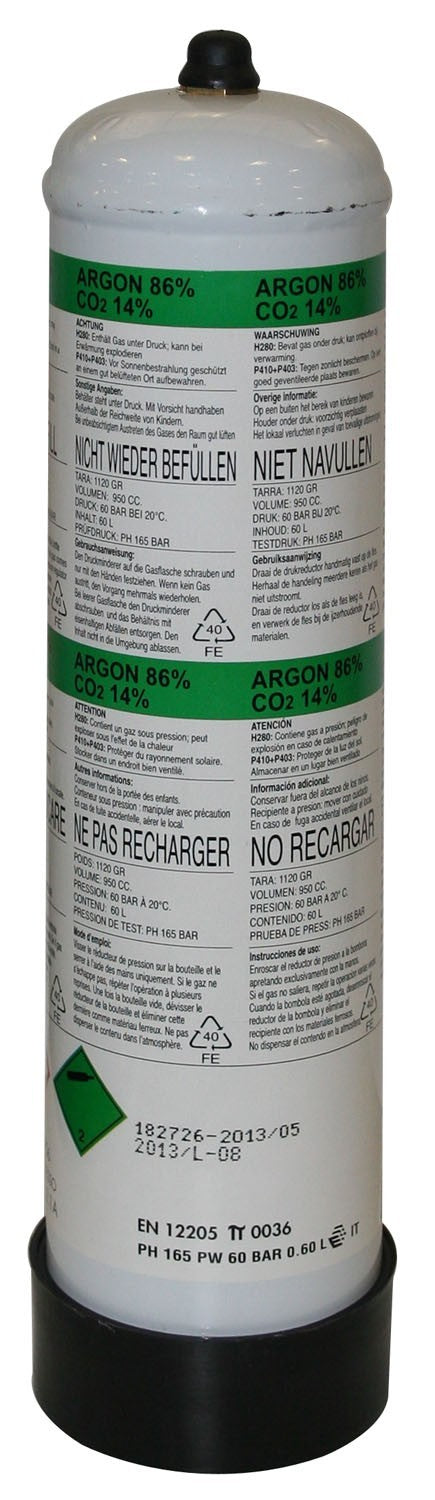 ARGON 86%
CO2 14%
ACHTUNG
H280: Enthält Gas unter Druck; kann bei
Erwärmung explodieren
P410+P403: Vor Sonnenbestrahlung geschützt
an einem gut belüfteten Ort aufbewahren.
Sonstige Angaben:
Behälter steht unter Druck. Mit Vorsicht handhaben
Außerhalb der Reichweite von Kindern.
Bei unbeabsichtigtem Austreten des Gases den Raum gut lüften
NICHT WIEDER BEFÜLLEN
TARA: 1120 GR
VOLUMEN: 950 CC.
DRUCK: 60 BAR BEI 20°C.
INHALT: 60 L
PRÜFDRUCK: PH 165 BAR
Gebrauchsanweisung:
Den Druckminderer auf die Gasflasche schrauben und
nur mit den Händen festziehen. Wenn kein Gas
austritt, den Vorgang mehrmals wiederholen.
Bei leerer Gasflasche den Druckminderer
abschrauben und das Behältnis mit
eisenhaltigen Abfällen entsorgen. Den
Inhalt nicht in die Umgebung ablassen.
40
FE
ARGON 86%
CO2 14%
WAARSCHUWING
H280: Bevat gas onder druk; kan ontploffen bij
verwarming.
P410+P403: Tegen zonlicht beschermen. Op een
goed geventileerde plaats bewaren.
Overige informatie:
Op een buiten het bereik van kinderen bewaren
Houder onder druk: voorzichtig verplaatsen
Het lokaal verluchten in geval van toevallige
NIET NAVULLEN
TARRA: 1120 GR
VOLUME: 950 CC.
DRUK: 60 BAR BIJ 20°C.
INHOUD: 60 L
TESTDRUK: PH 165 BAR
Gebruiksaanwijzing
Draai de drukreductor handmatig vast op de fles.
Herhaal de handeling meerdere keren als het gas
niet uitstroomt.
Draai de reductor los als de fles leeg is,
en verwerk de fles bij de ijzerhoudende
materialen.
40
FE
ARGON 86%
CO2 14%
ATTENTION
H280: Contient un gaz sous pression; peut
exploser sous l'effet de la chaleur
P410+P403: Protéger du rayonnement solaire.
Stocker dans un endroit bien ventilé.
Autres informations:
Conserver hors de la portée des enfants.
Conteneur sous pression : manipuler avec précaution
En cas de fuite accidentelle, aérer le local.
NE PAS RECHARGER
POIDS: 1120 GR
VOLUME: 950 CC.
PRESSION: 60 BAR À 20°C.
CONTENU: 60 L
PRESSION DE TEST: PH 165 BAR
Mode d'emploi:
Visser le réducteur de pression sur la bouteille et le
serrer à l'aide des mains uniquement. Si le gaz ne
s'échappe pas, répéter l'opération à plusieurs
reprises. Une fois la bouteille vide, dévisser le
réducteur de la bouteille et éliminer cette
dernière comme matériau ferreux. Ne pas
disperser le contenu dans l'atmosphère.
40
FE
ARGON 86%
CO2 14%
ATENCIÓN
H280: Contiene gas a presión; peligro de
explosión en caso de calentamiento
P410+P403: Proteger de la luz del sol.
Almacenar en un lugar bien ventilado
Información adicional:
Conservar fuera del alcance de los niños.
Recipiente a presion: mover con cuidado
En caso de fuga accidental ventilar el local.
NO RECARGAR
TARA: 1120 GR
VOLUMEN: 950 CC.
PRESION: 60 BAR A 20° C.
CONTENIDO: 60 L
PRUEBA DE PRESS: PH 165 BAR
Instrucciones de uso:
Enroscar el reductor de presion a la bombona
apretando exclusivamente con la manos.
Si el gas no saliera, repetir la operacion varias veces.
Cuando la bombona esté agotada, desenroscar el
reductor de la bombona y eliminar el
recipiente con los materiales ferrosos.
No dispersar el contenido en la atmosfera.
40
FE
2
182726-2013/05
2013/L-08
EN 12205 π 0036
PH 165 PW 60 BAR 0.60 L IT